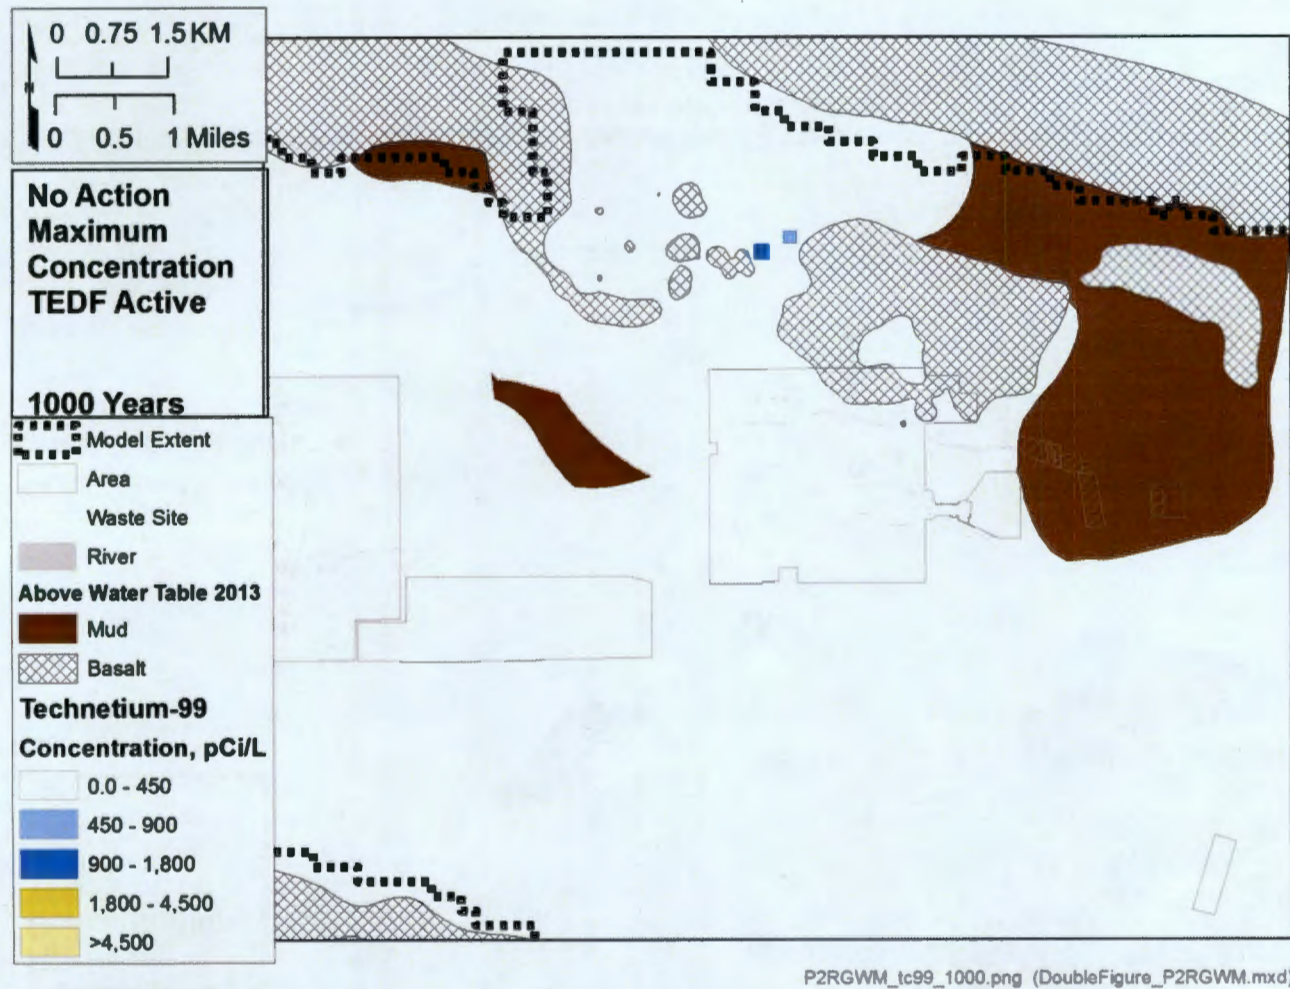 0 0.75 1.5 KM
N
0 0.5 1 Miles
No Action
Maximum
Concentration
TEDF Active
1000 Years
Model Extent
Area
Waste Site
River
Above Water Table 2013
Mud
Basalt
Technetium-99
Concentration, pCi/L
0.0 - 450
450 - 900
900 - 1,800
1,800 - 4,500
>4,500
P2RGWM_tc99_1000.png (DoubleFigure_P2RGWM.mxd)